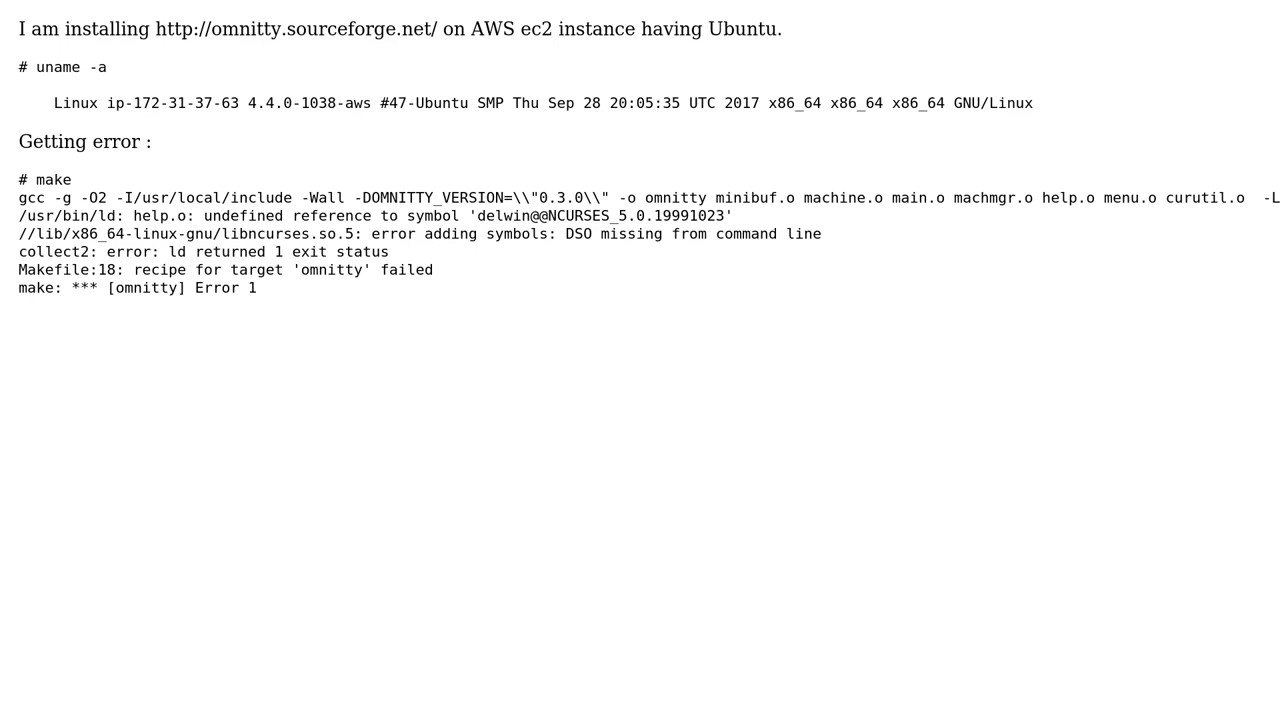 I am installing http://omnitty.sourceforge.net/ on AWS ec2 instance having Ubuntu.
# uname -a
Linux ip-172-31-37-63 4.4.0-1038-aws #47-Ubuntu SMP Thu Sep 28 20:05:35 UTC 2017 x86_64 x86_64 x86_64 GNU/Linux
Getting error :
# make
gcc -g -O2 -I/usr/local/include -Wall -DOMNITTY_VERSION=\\"0.3.0\\" -o omnitty minibuf.o machine.o main.o machmgr.o help.o menu.o curutil.o  -L
/usr/bin/ld: help.o: undefined reference to symbol 'delwin@@NCURSES_5.0.19991023'
//lib/x86_64-linux-gnu/libncurses.so.5: error adding symbols: DSO missing from command line
collect2: error: ld returned 1 exit status
Makefile:18: recipe for target 'omnitty' failed
make: *** [omnitty] Error 1